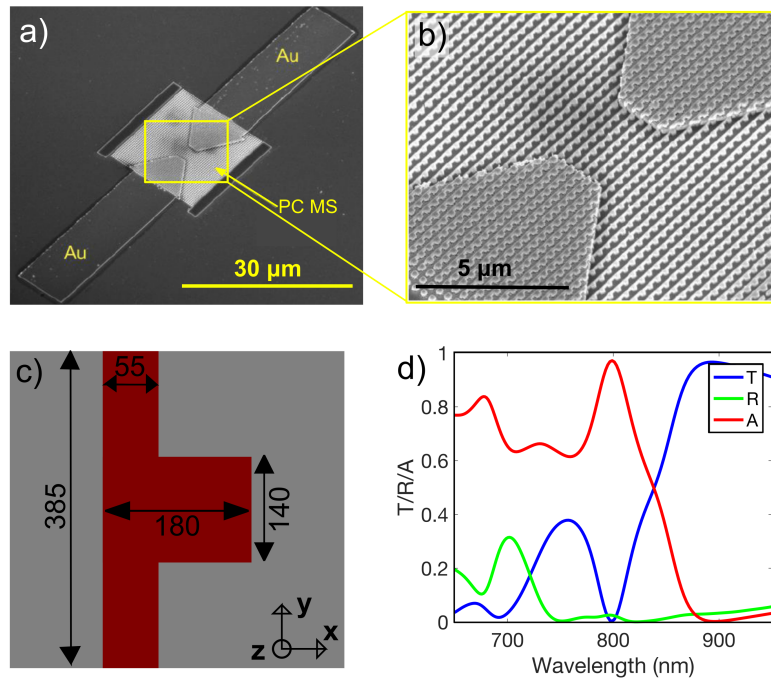 a)
Au
PC MS
Au
30 µm
b)
5 µm
c)
55
385
180
140
y
x
z
d)
T/R/A
1
0.8
0.6
0.4
0.2
0
T
R
A
700
800
900
Wavelength (nm)